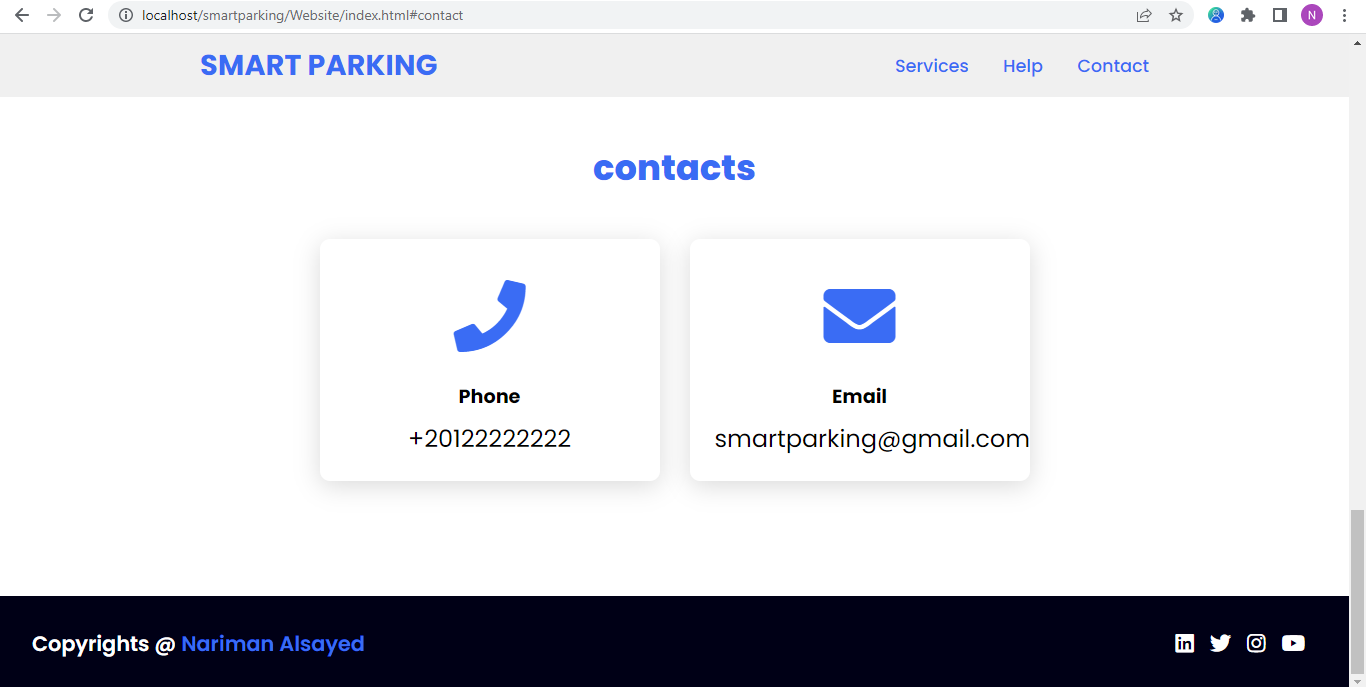 localhost/smartparking/Website/index.html#contact
N
SMART PARKING
Services Help Contact
contacts
Phone
+20122222222
Email
smartparking@gmail.com
Copyrights @ Nariman Alsayed
in